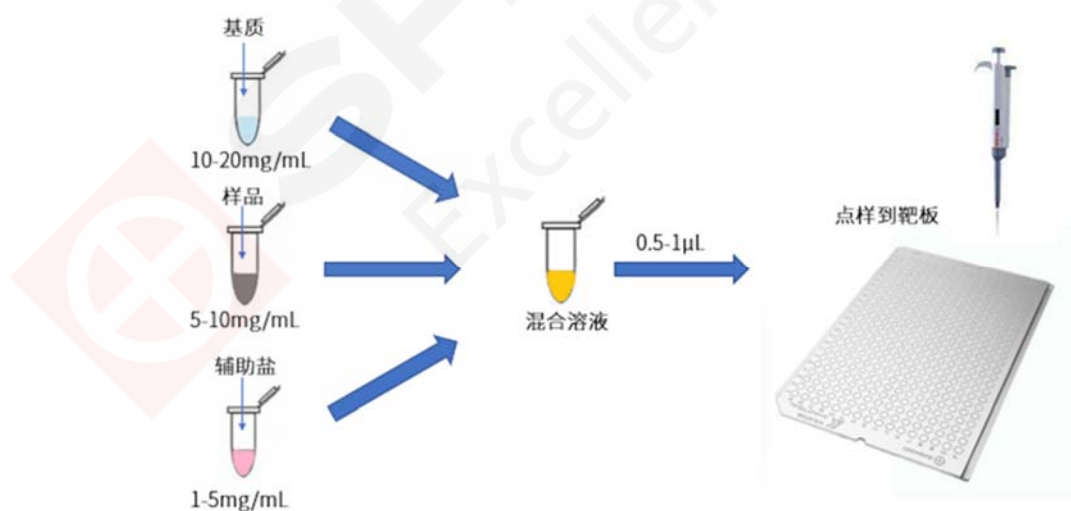 基质
10-20mg/mL
样品
5-10mg/mL
辅助盐
1-5mg/mL
混合溶液
0.5-1μL
点样到靶板
Excelle